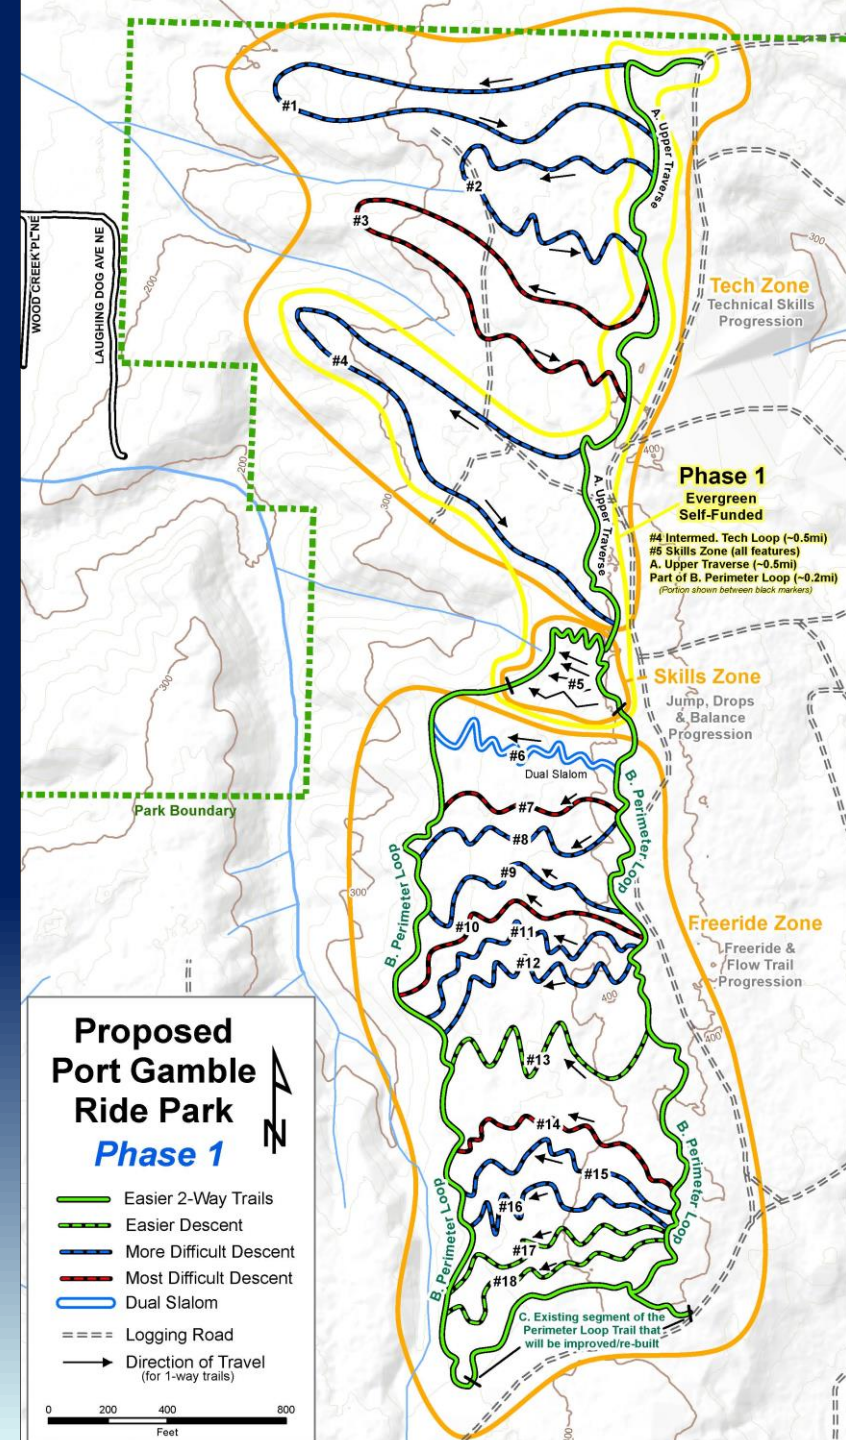 #1
A. Upper Traverse
#2
#3
WOOD CREEK PL NE
LAUGHING DOG AVE NE
200
300
Tech Zone
Technical Skills
Progression
#4
400
200
300
A. Upper Traverse
Phase 1
Evergreen
Self-Funded
#4 Intermed. Tech Loop (~0.5mi)
#5 Skills Zone (all features)
A. Upper Traverse (~0.5mi)
Part of B. Perimeter Loop (~0.2mi)
(Portion shown between black markers)
300
#5
Skills Zone
Jump, Drops
& Balance
Progression
#6
Dual Slalom
Park Boundary
#7
B. Perimeter Loop
#8
B. Perimeter Loop
#9
300
#10
#11
#12
Freeride Zone
Freeride &
Flow Trail
Progression
400
400
#13
#14
B. Perimeter Loop
#15
#16
B. Perimeter Loop
#17
#18
C. Existing segment of the
Perimeter Loop Trail that
will be improved/re-built
Proposed
Port Gamble
Ride Park
Phase 1
N
Easier 2-Way Trails
Easier Descent
More Difficult Descent
Most Difficult Descent
Dual Slalom
Logging Road
Direction of Travel
(for 1-way trails)
0 200 400 800
Feet